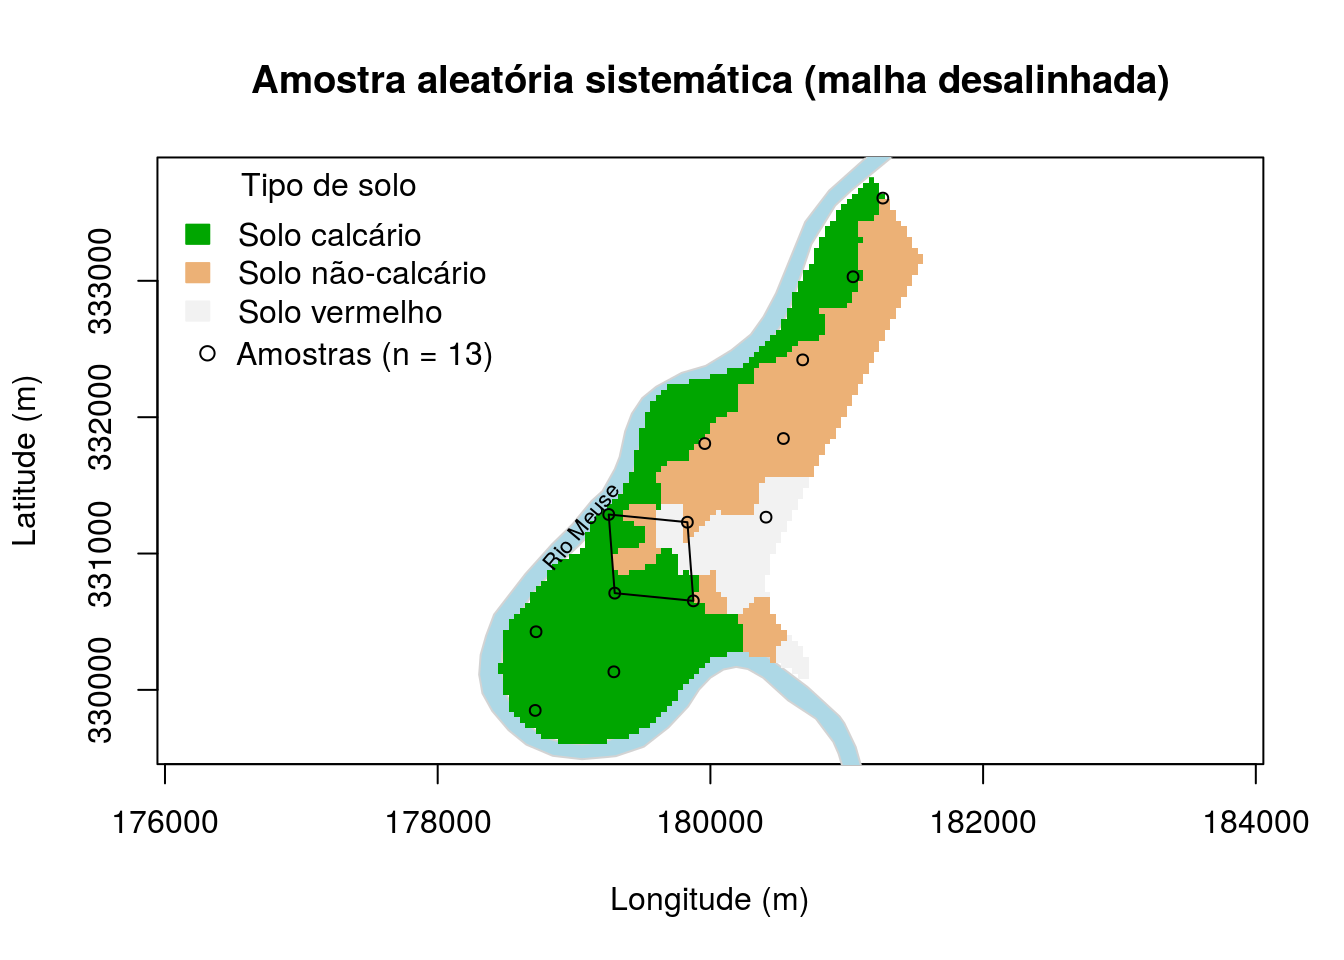 Amostra aleatória sistemática (malha desalinhada)
Tipo de solo
Solo calcário
Solo não-calcário
Solo vermelho
Amostras (n = 13)
Rio Meuse
Latitude (m)
333000
332000
331000
330000
176000 178000 180000 182000 184000
Longitude (m)